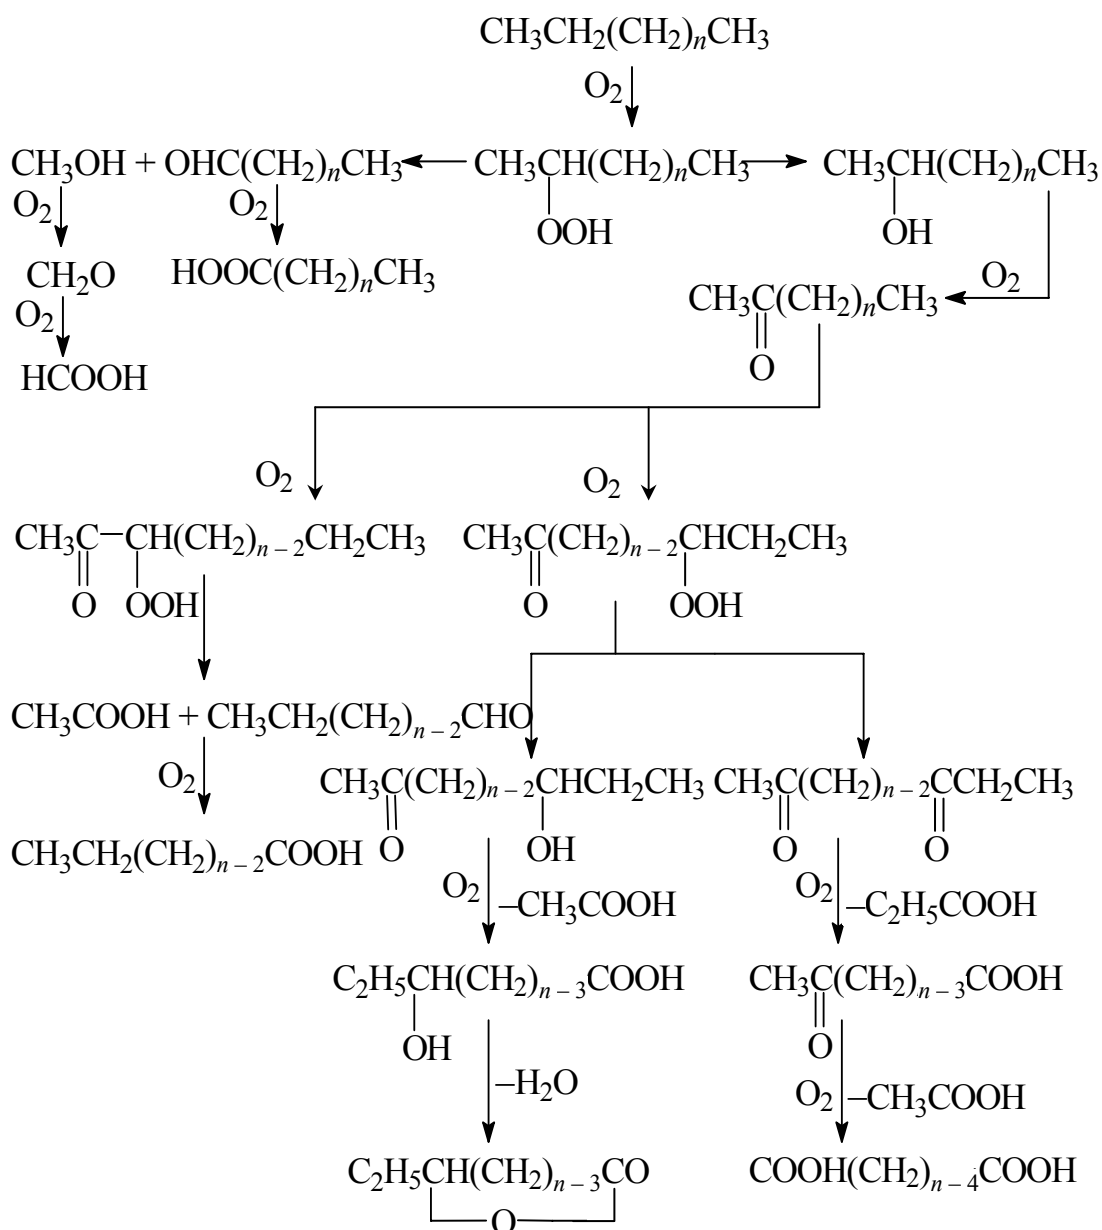 CH3CH2(CH2)nCH3
O2
CH3OH + OHC(CH2)nCH3 CH3CH(CH2)nCH3 CH3CH(CH2)nCH3
O2 O2 OOH OH
CH2O HOOC(CH2)nCH3 O2
O2 CH3C(CH2)nCH3
HCOOH O
O2 O2
CH3C–CH(CH2)n – 2CH2CH3 CH3C(CH2)n – 2CHCH2CH3
O OOH O OOH
CH3COOH + CH3CH2(CH2)n – 2CHO
O2 CH3C(CH2)n – 2CHCH2CH3 CH3C(CH2)n – 2CCH2CH3
CH3CH2(CH2)n – 2COOH O OH O O
O2 –CH3COOH O2 –C2H5COOH
C2H5CH(CH2)n – 3COOH CH3C(CH2)n – 3COOH
OH O
–H2O O2 –CH3COOH
C2H5CH(CH2)n – 3CO COOH(CH2)n – 4COOH
O